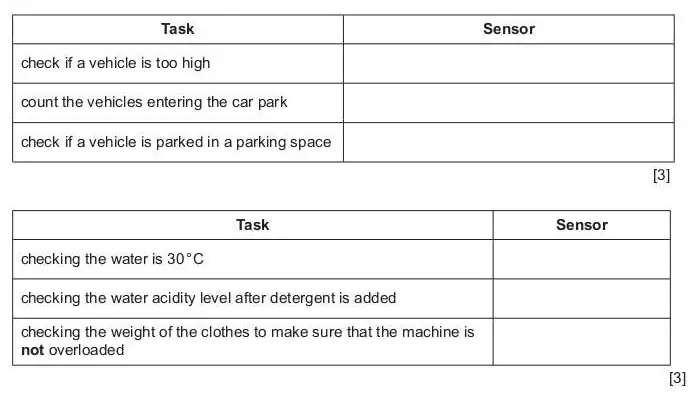 Task Sensor
check if a vehicle is too high
count the vehicles entering the car park
check if a vehicle is parked in a parking space
[3]
Task Sensor
checking the water is 30°C
checking the water acidity level after detergent is added
checking the weight of the clothes to make sure that the machine is
not overloaded
[3]